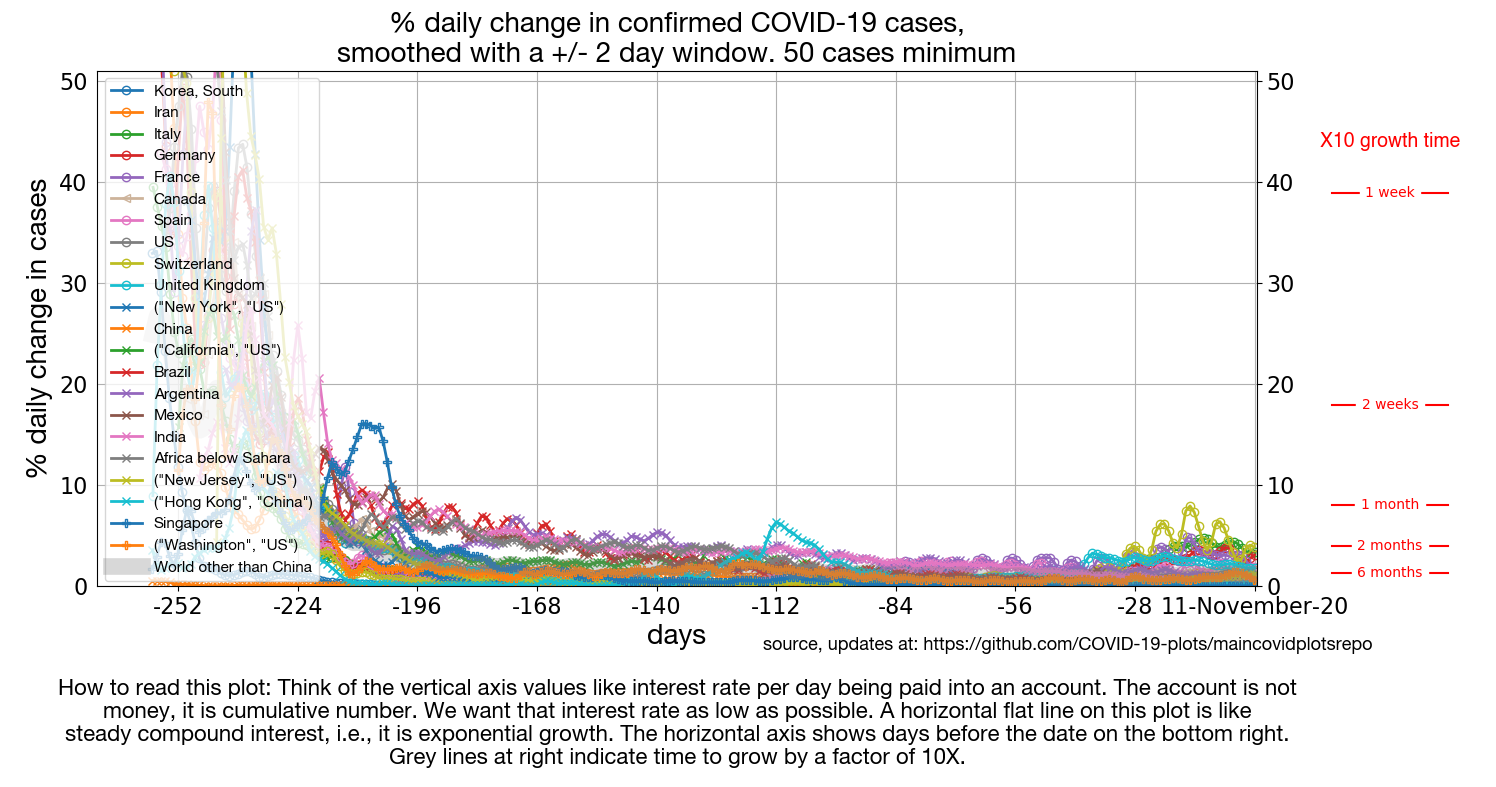 % daily change in confirmed COVID-19 cases,
smoothed with a +/- 2 day window. 50 cases minimum
% daily change in cases
50
40
30
20
10
0
Korea, South
Iran
Italy
Germany
France
Canada
Spain
US
Switzerland
United Kingdom
("New York", "US")
China
("California", "US")
Brazil
Argentina
Mexico
India
Africa below Sahara
("New Jersey", "US")
("Hong Kong", "China")
Singapore
("Washington", "US")
World other than China
50
40
30
20
10
0
X10 growth time
1 week
2 weeks
1 month
2 months
6 months
-252 -224 -196 -168 -140 -112 -84 -56 -28 11-November-20
days
source, updates at: https://github.com/COVID-19-plots/maincovidplotsrepo
How to read this plot: Think of the vertical axis values like interest rate per day being paid into an account. The account is not
money, it is cumulative number. We want that interest rate as low as possible. A horizontal flat line on this plot is like
steady compound interest, i.e., it is exponential growth. The horizontal axis shows days before the date on the bottom right.
Grey lines at right indicate time to grow by a factor of 10X.